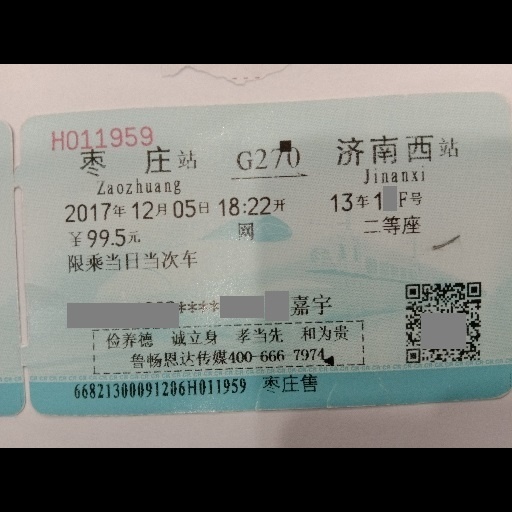 H011959
枣 庄站 G270 济南西站
Zaozhuang Jinanxi
2017年12月05日18:22开 13车1 F号
￥99.5元 网 二等座
限乘当日当次车
****嘉宇
俭养德 诚立身 孝当先 和为贵
鲁畅恩达传媒400-666 7974
66821300091206H011959 枣庄售